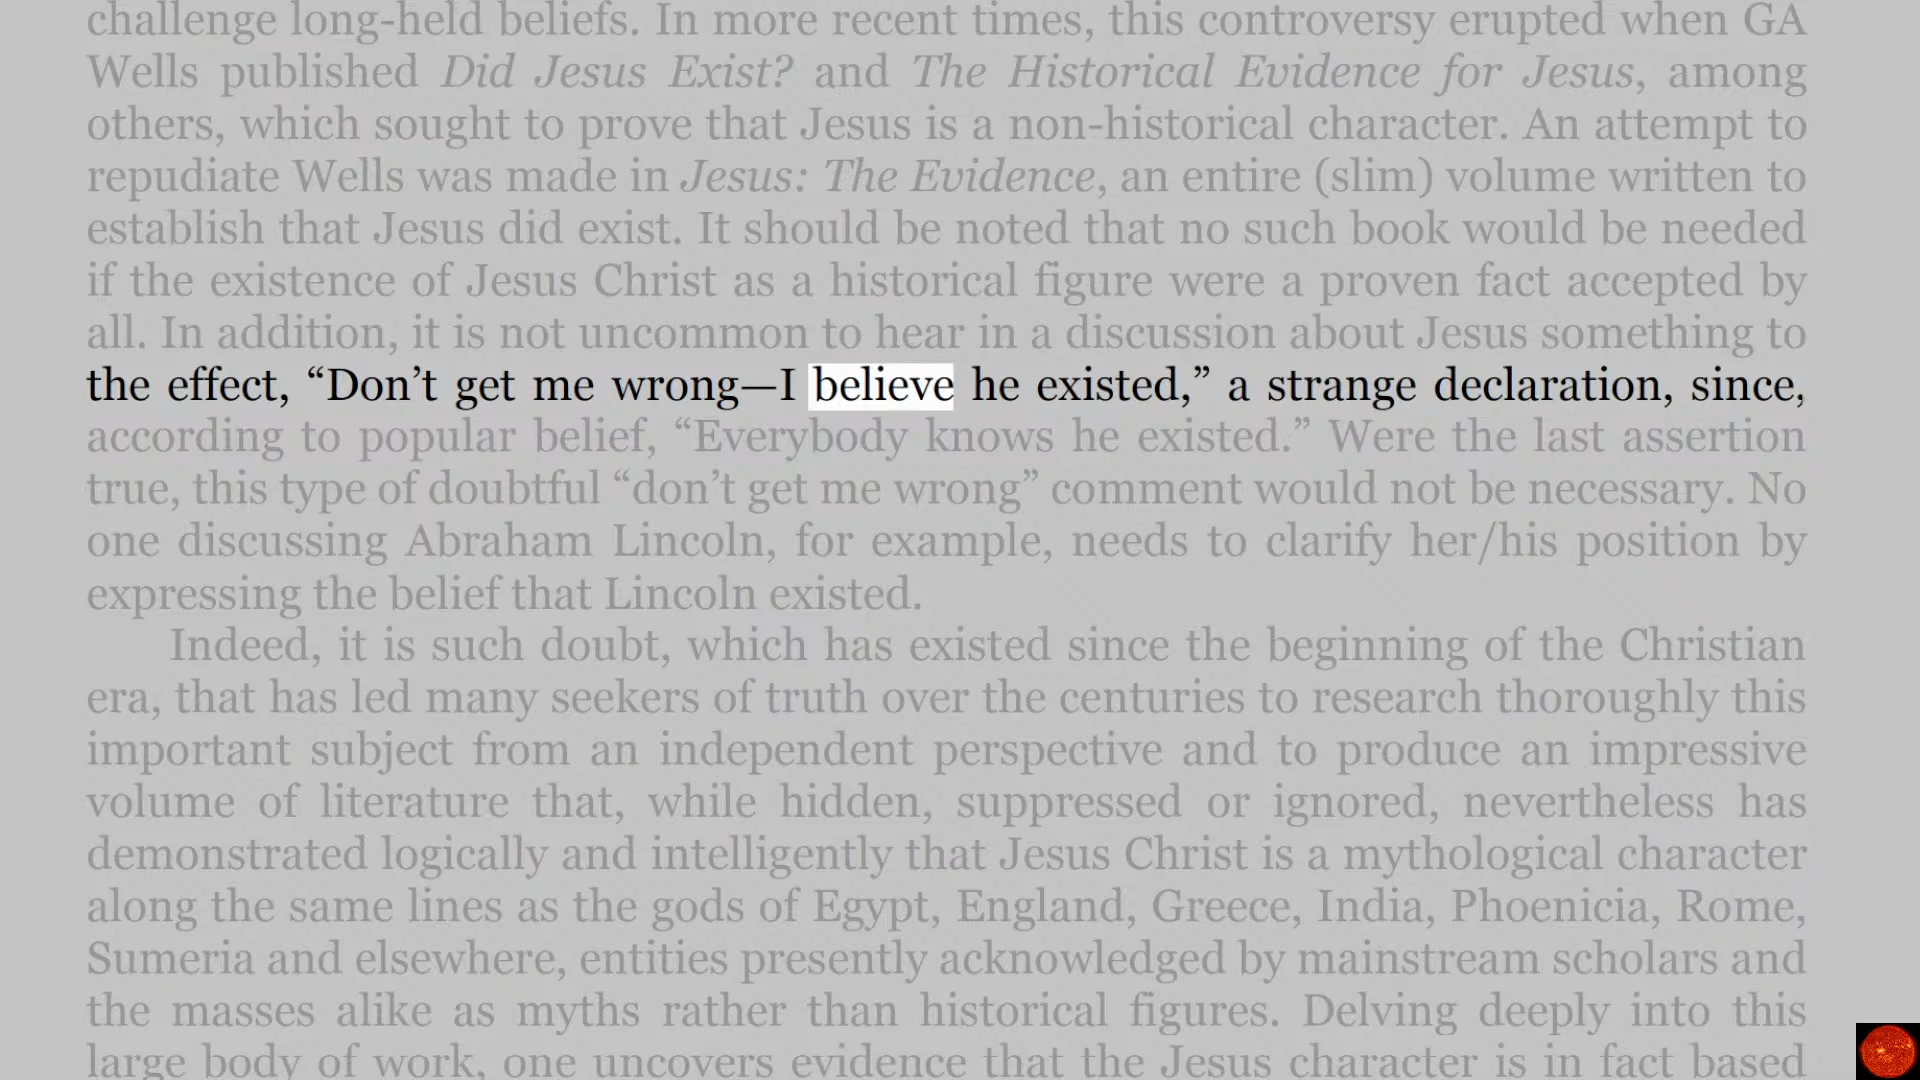 challenge long-held beliefs. In more recent times, this controversy erupted when GA
Wells published Did Jesus Exist? and The Historical Evidence for Jesus, among
others, which sought to prove that Jesus is a non-historical character. An attempt to
repudiate Wells was made in Jesus: The Evidence, an entire (slim) volume written to
establish that Jesus did exist. It should be noted that no such book would be needed
if the existence of Jesus Christ as a historical figure were a proven fact accepted by
all. In addition, it is not uncommon to hear in a discussion about Jesus something to
the effect, “Don’t get me wrong—I believe he existed,” a strange declaration, since,
according to popular belief, “Everybody knows he existed.” Were the last assertion
true, this type of doubtful “don’t get me wrong” comment would not be necessary. No
one discussing Abraham Lincoln, for example, needs to clarify her/his position by
expressing the belief that Lincoln existed.
Indeed, it is such doubt, which has existed since the beginning of the Christian
era, that has led many seekers of truth over the centuries to research thoroughly this
important subject from an independent perspective and to produce an impressive
volume of literature that, while hidden, suppressed or ignored, nevertheless has
demonstrated logically and intelligently that Jesus Christ is a mythological character
along the same lines as the gods of Egypt, England, Greece, India, Phoenicia, Rome,
Sumeria and elsewhere, entities presently acknowledged by mainstream scholars and
the masses alike as myths rather than historical figures. Delving deeply into this
large body of work, one uncovers evidence that the Jesus character is in fact based